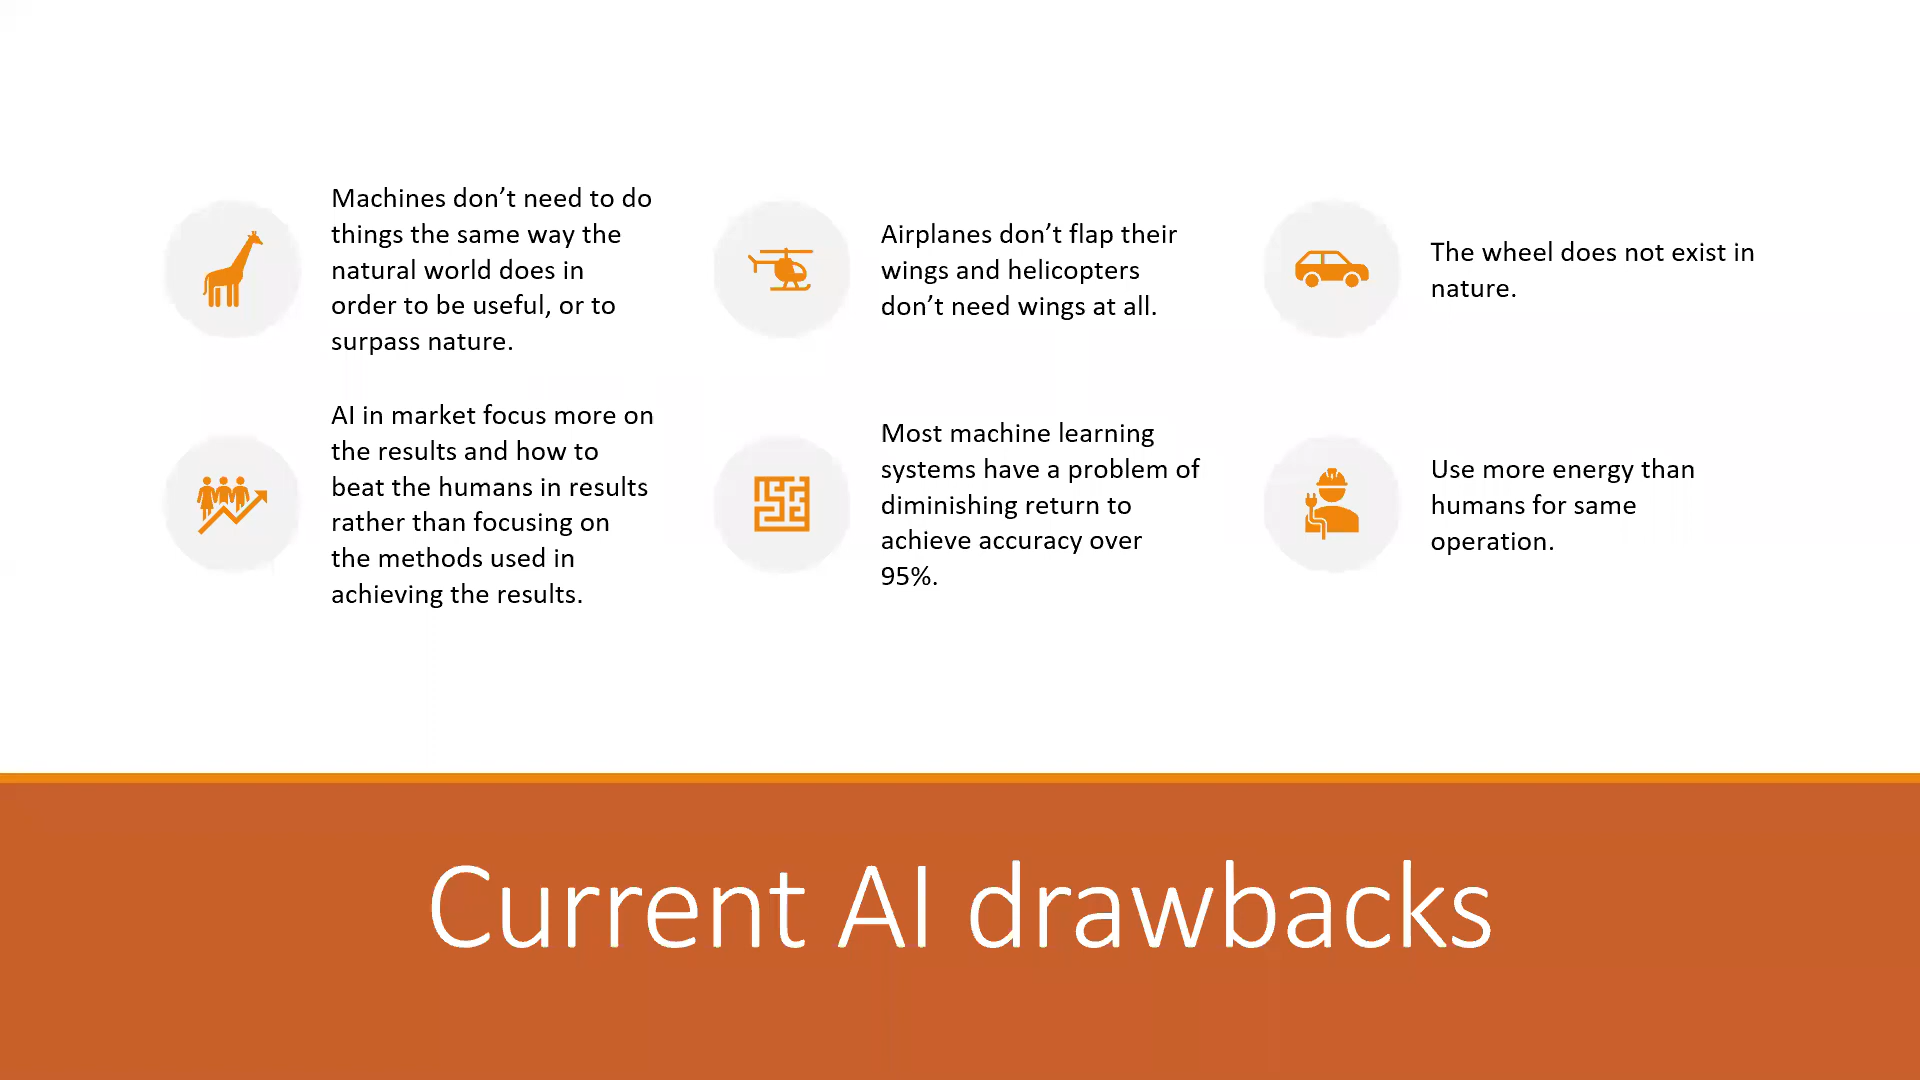 Machines don’t need to do
things the same way the
natural world does in
order to be useful, or to
surpass nature.
Airplanes don’t flap their
wings and helicopters
don’t need wings at all.
The wheel does not exist in
nature.
AI in market focus more on
the results and how to
beat the humans in results
rather than focusing on
the methods used in
achieving the results.
Most machine learning
systems have a problem of
diminishing return to
achieve accuracy over
95%.
Use more energy than
humans for same
operation.
Current AI drawbacks